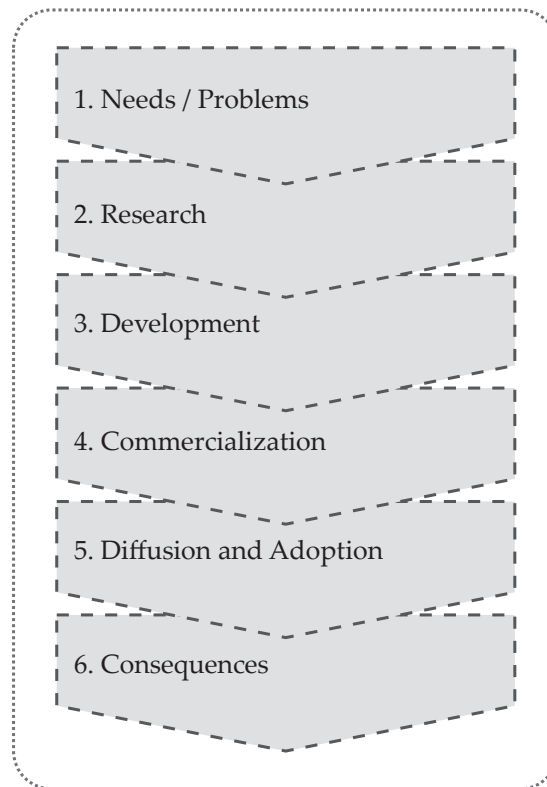 1. Needs / Problems
2. Research
3. Development
4. Commercialization
5. Diffusion and Adoption
6. Consequences